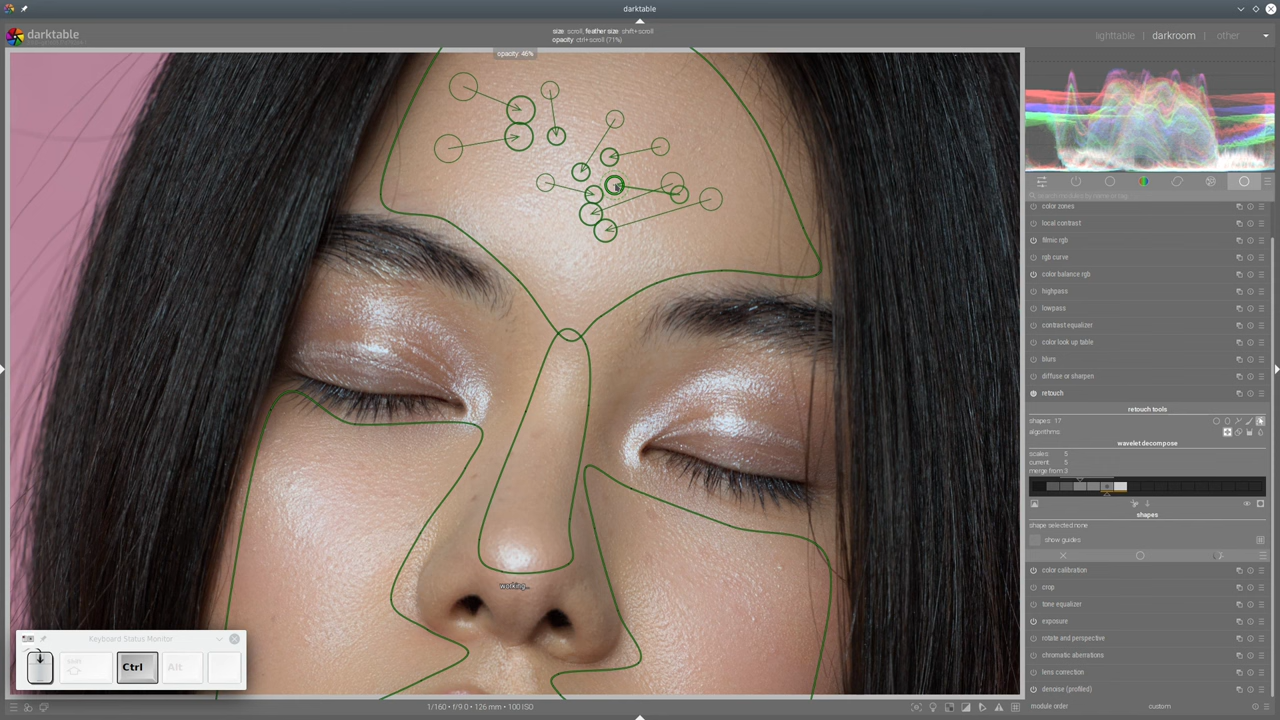 darktable
darktable
size: scroll, feather size: shift+scroll
opacity: ctrl+scroll (71%)
lighttable | darkroom | other
opacity: 46%
color zones
local contrast
filmic rgb
rgb curve
color balance rgb
highpass
lowpass
contrast equalizer
color look up table
blurs
diffuse or sharpen
retouch
retouch tools
shapes: 17
algorithms:
wavelet decompose
scales: 5
current: 5
merge from: 3
shapes
shape selected: none
show guides
color calibration
crop
tone equalizer
exposure
rotate and perspective
chromatic aberrations
lens correction
denoise (profiled)
module order custom
working...
Keyboard Status Monitor
Shift
Ctrl
Alt
1/160 • f/9.0 • 126 mm • 100 ISO